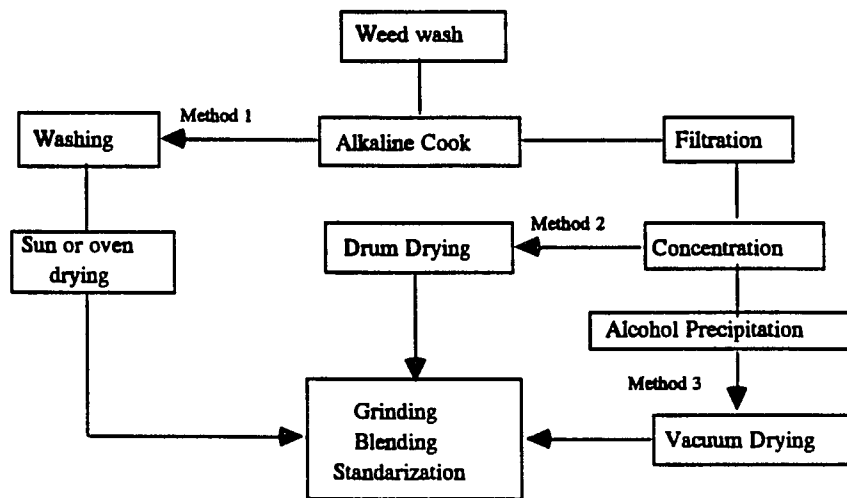 Weed wash
Method 1
Washing
Alkaline Cook
Filtration
Sun or oven
drying
Drum Drying
Method 2
Concentration
Alcohol Precipitation
Method 3
Grinding
Blending
Standarization
Vacuum Drying